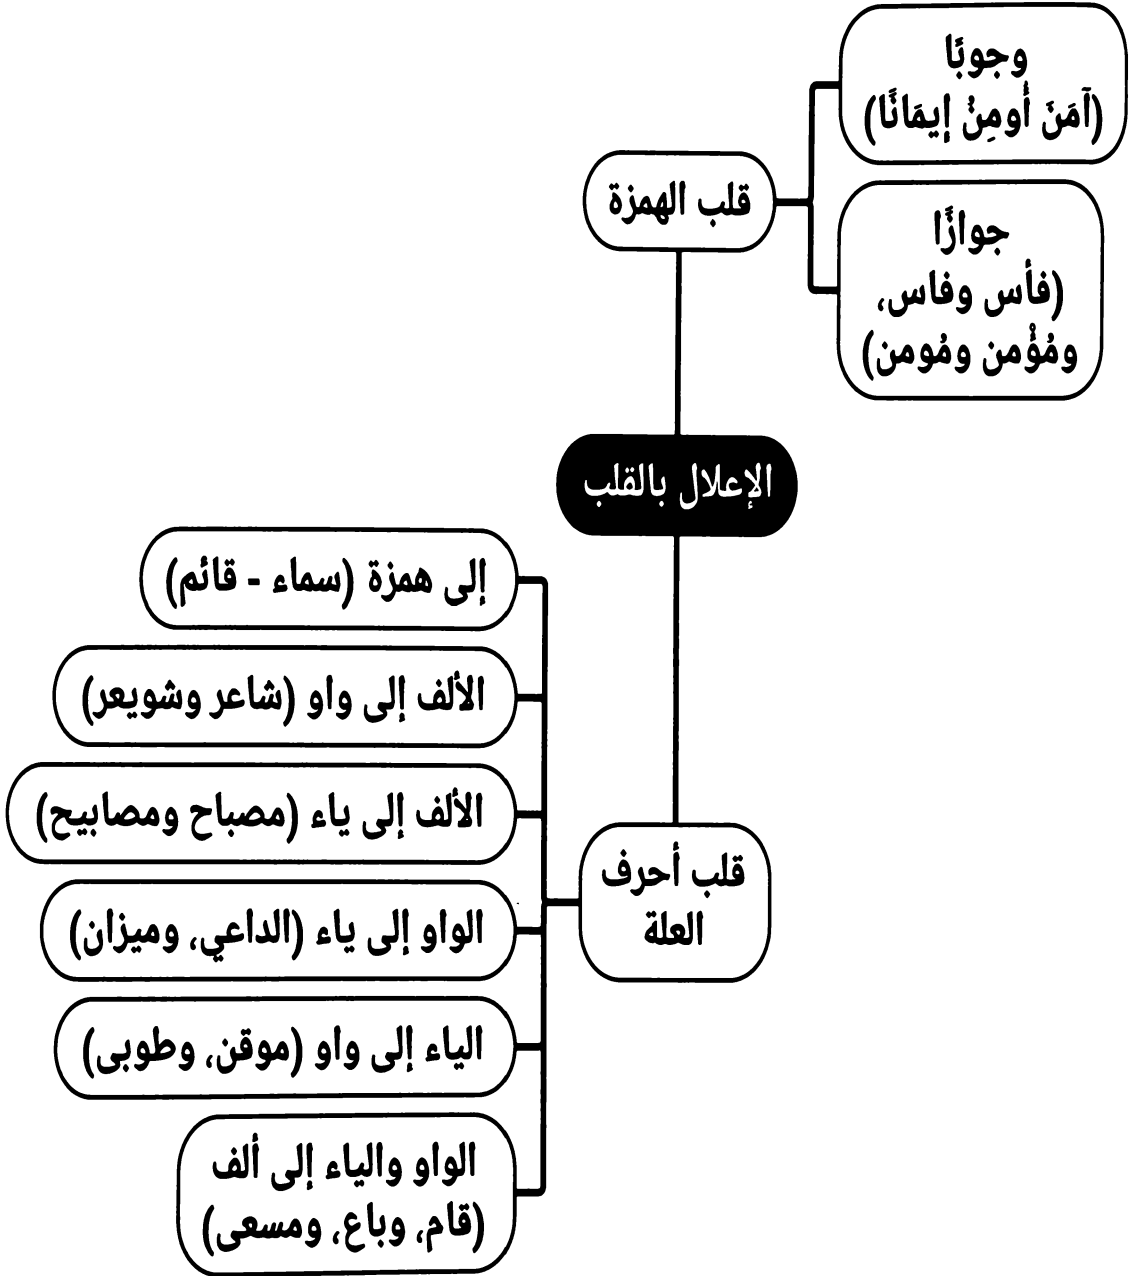 وجوبًا
(آمَنَ أُومِنُ إيمَانًا)
قلب الهمزة
جوازًا
(فأس وفاس،
ومُؤْمن ومُومن)
الإعلال بالقلب
إلى همزة (سماء - قائم)
الألف إلى واو (شاعر وشويعر)
الألف إلى ياء (مصباح ومصابيح)
قلب أحرف
العلة
الواو إلى ياء (الداعي، وميزان)
الياء إلى واو (موقن، وطوبى)
الواو والياء إلى ألف
(قام، وباع، ومسعى)